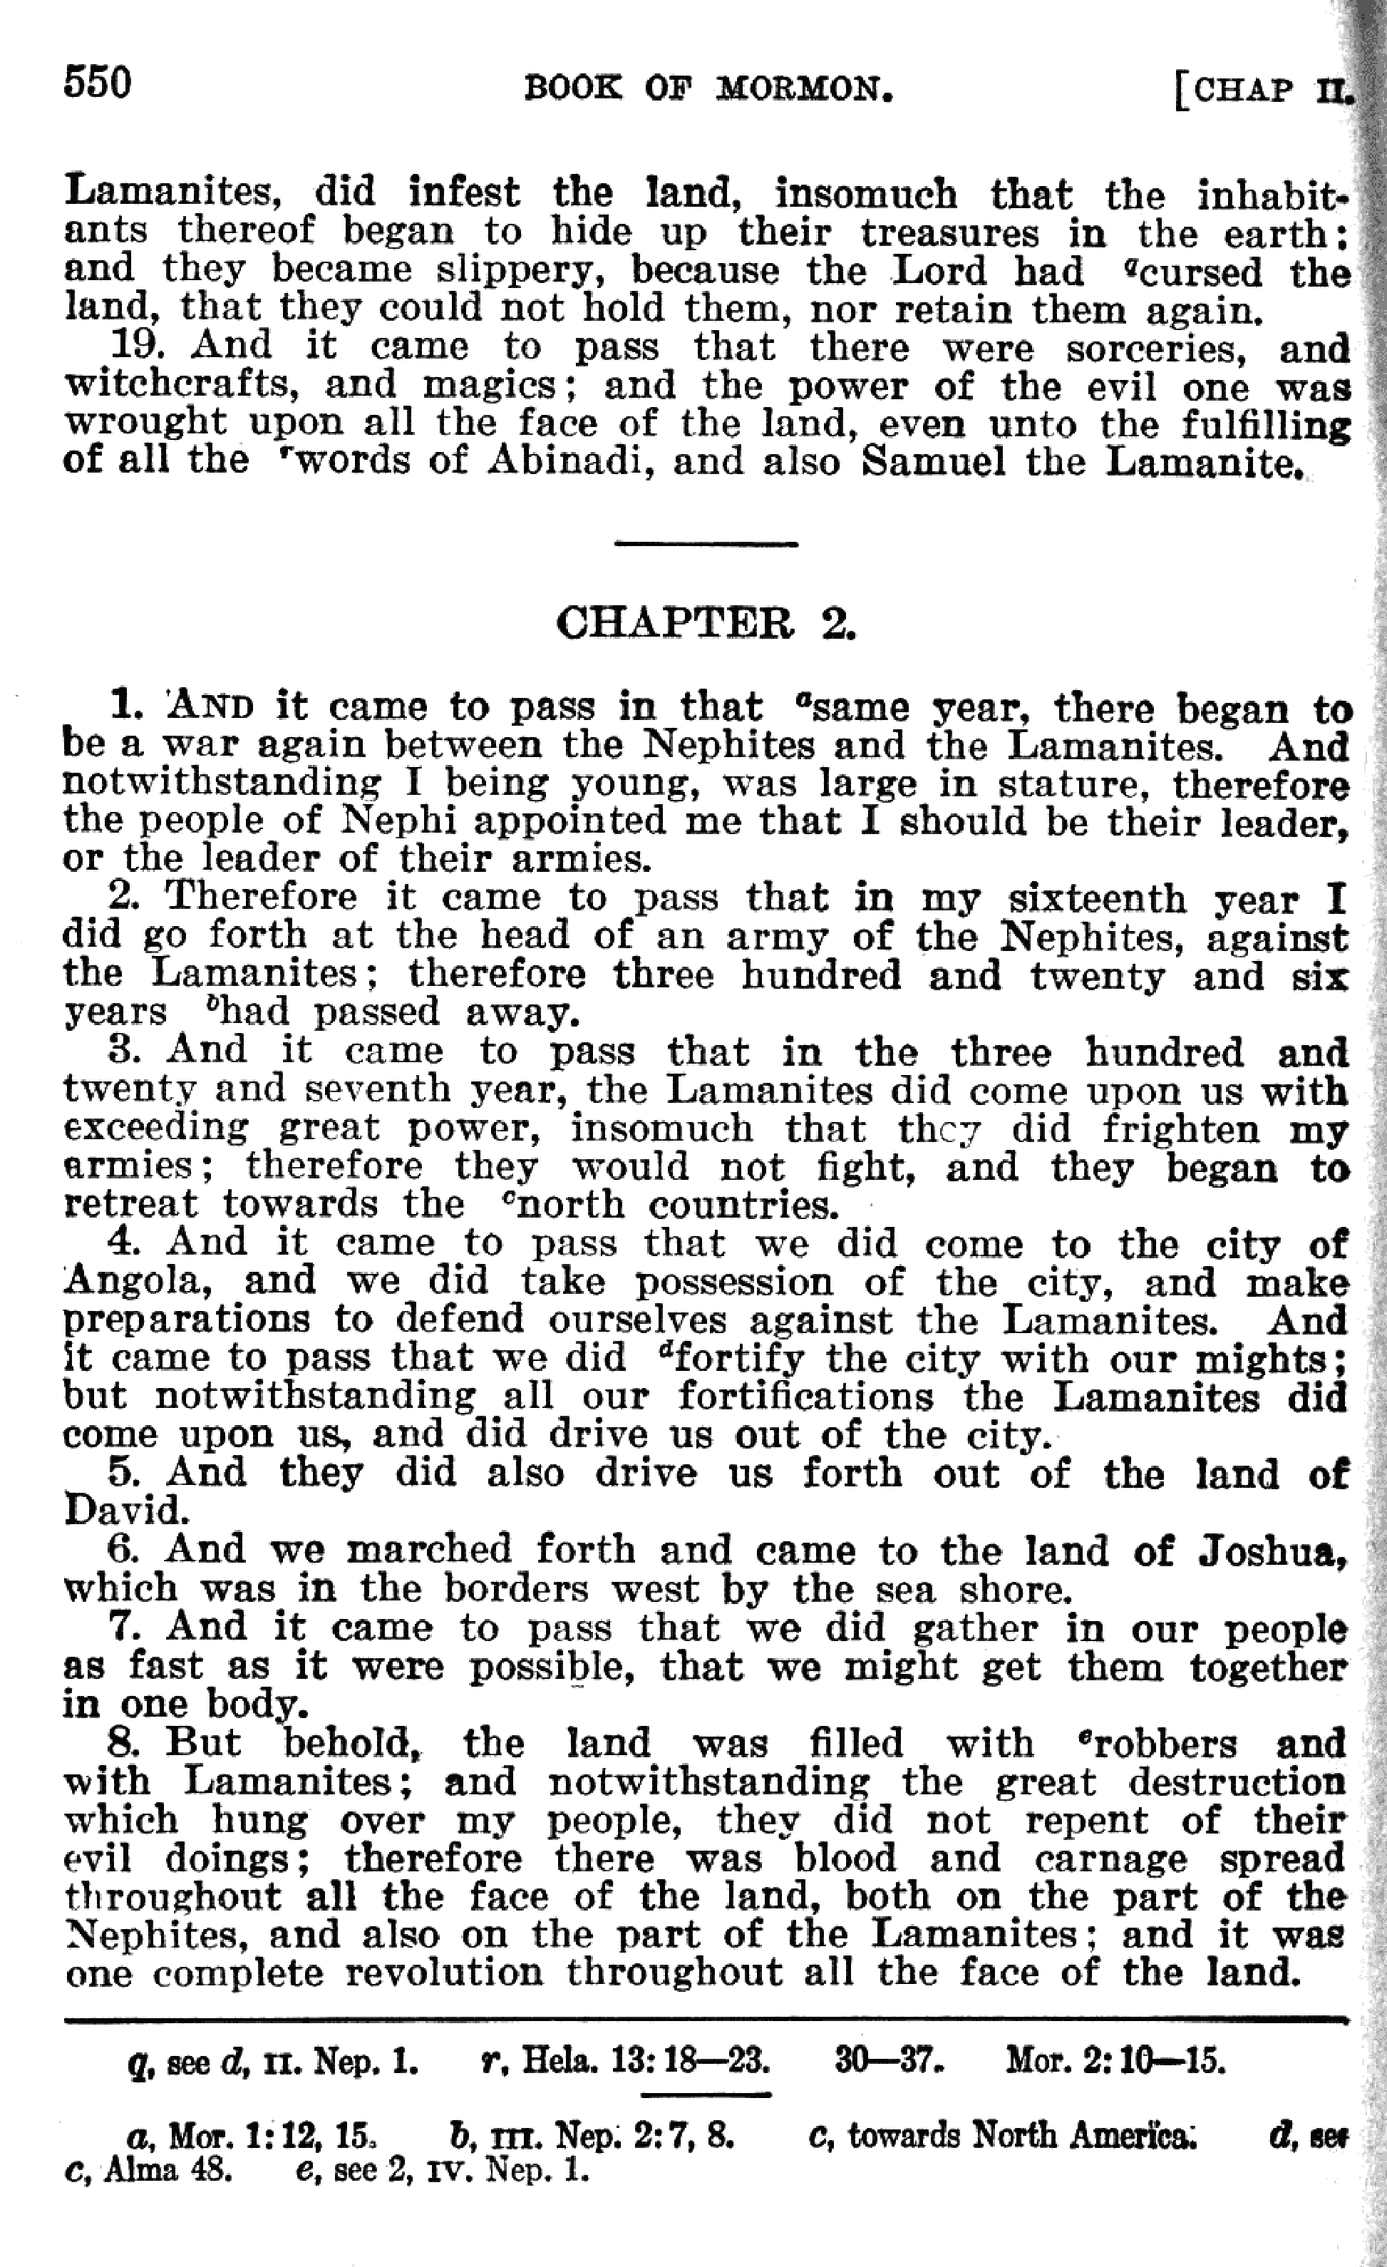 550 BOOK OF MORMON. [CHAP II.
Lamanites, did infest the land, insomuch that the inhabit-
ants thereof began to hide up their treasures in the earth:
and they became slippery, because the Lord had qcursed the
land, that they could not hold them, nor retain them again.
19. And it came to pass that there were sorceries, and
witchcrafts, and magics; and the power of the evil one was
wrought upon all the face of the land, even unto the fulfilling
of all the rwords of Abinadi, and also Samuel the Lamanite.
CHAPTER 2.
1. AND it came to pass in that asame year, there began to
be a war again between the Nephites and the Lamanites. And
notwithstanding I being young, was large in stature, therefore
the people of Nephi appointed me that I should be their leader,
or the leader of their armies.
2. Therefore it came to pass that in my sixteenth year I
did go forth at the head of an army of the Nephites, against
the Lamanites; therefore three hundred and twenty and six
years bhad passed away.
3. And it came to pass that in the three hundred and
twenty and seventh year, the Lamanites did come upon us with
exceeding great power, insomuch that they did frighten my
armies; therefore they would not fight, and they began to
retreat towards the cnorth countries.
4. And it came to pass that we did come to the city of
Angola, and we did take possession of the city, and make
preparations to defend ourselves against the Lamanites. And
it came to pass that we did dfortify the city with our mights;
but notwithstanding all our fortifications the Lamanites did
come upon us, and did drive us out of the city.
5. And they did also drive us forth out of the land of
David.
6. And we marched forth and came to the land of Joshua,
which was in the borders west by the sea shore.
7. And it came to pass that we did gather in our people
as fast as it were possible, that we might get them together
in one body.
8. But behold, the land was filled with erobbers and
with Lamanites; and notwithstanding the great destruction
which hung over my people, they did not repent of their
evil doings; therefore there was blood and carnage spread
throughout all the face of the land, both on the part of the
Nephites, and also on the part of the Lamanites; and it was
one complete revolution throughout all the face of the land.
q, see d, II. Nep. 1. r, Hela. 13: 18—23. 30—37. Mor. 2: 10—15.
a, Mor. 1: 12, 15. b, III. Nep. 2: 7, 8. c, towards North America. d, see
c, Alma 48. e, see 2, IV. Nep. 1.